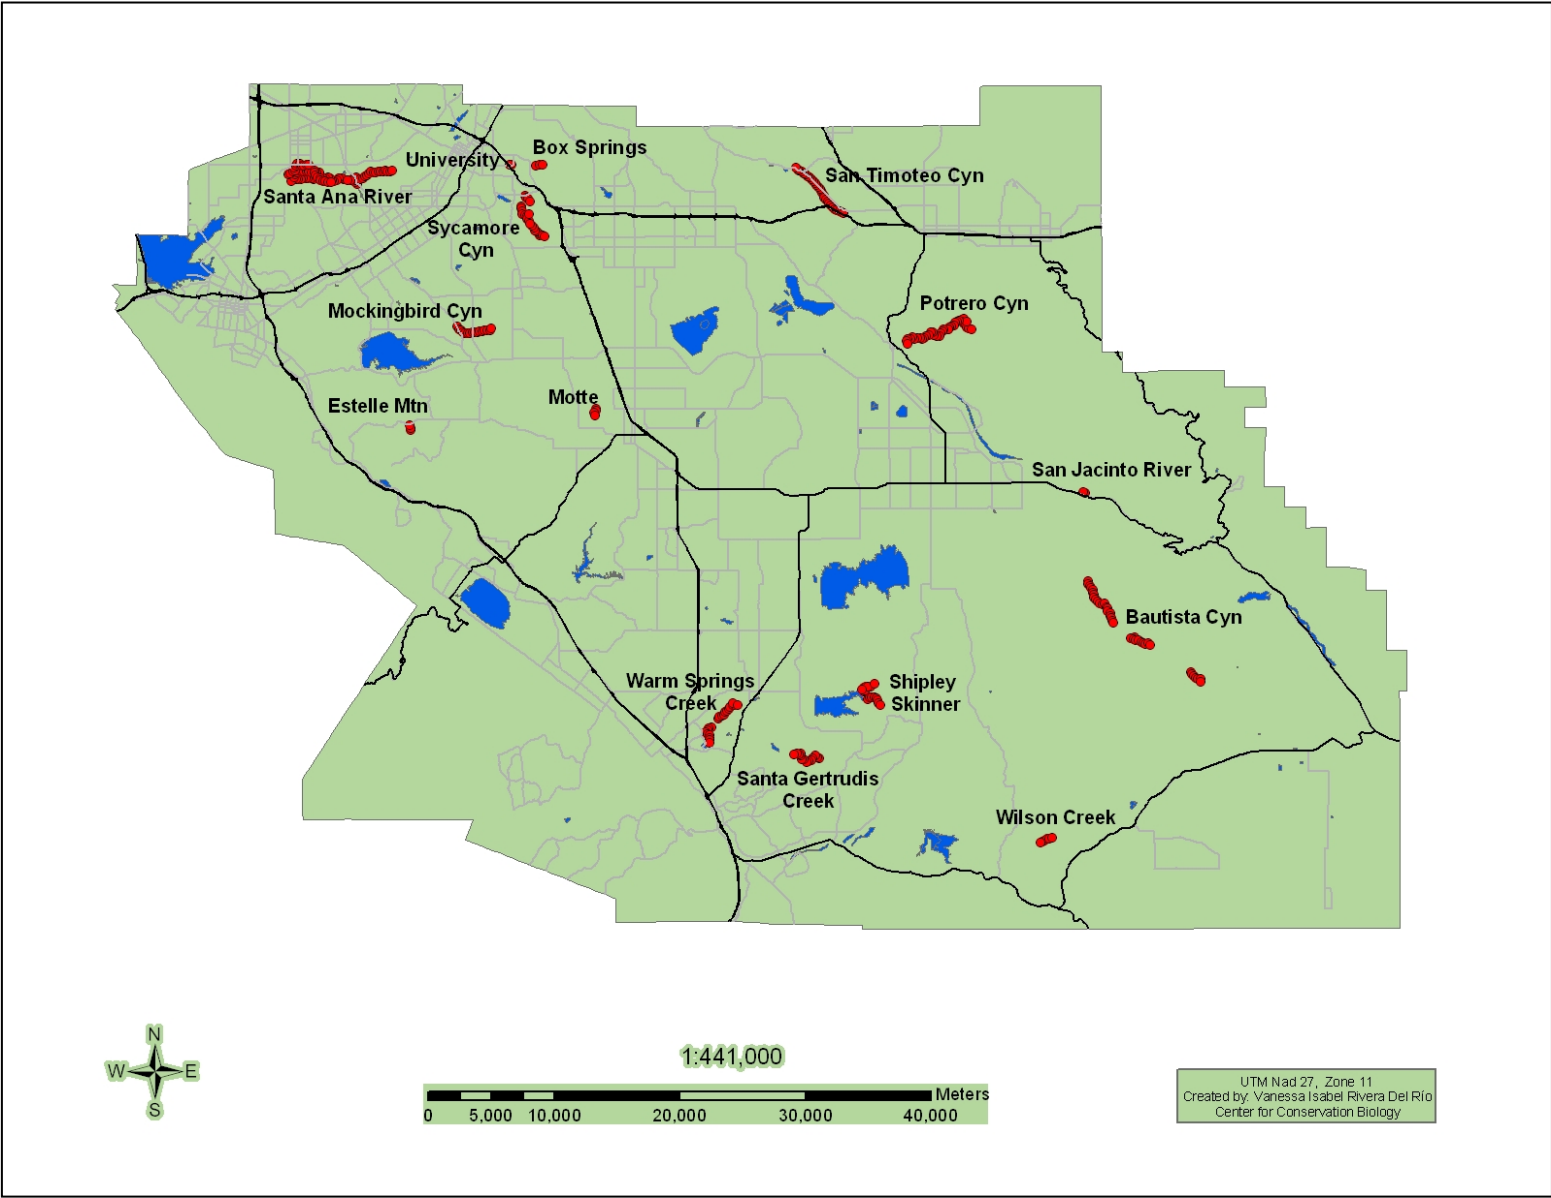 Box Springs
University
San Timoteo Cyn
Santa Ana River
Sycamore
Cyn
Potrero Cyn
Mockingbird Cyn
Motte
Estelle Mtn
San Jacinto River
Bautista Cyn
Warm Springs
Creek
Shipley
Skinner
Santa Gertrudis
Creek
Wilson Creek
N
W E
S
1:441,000
Meters
0 5,000 10,000 20,000 30,000 40,000
UTM Nad 27, Zone 11
Created by: Vanessa Isabel Rivera Del Río
Center for Conservation Biology